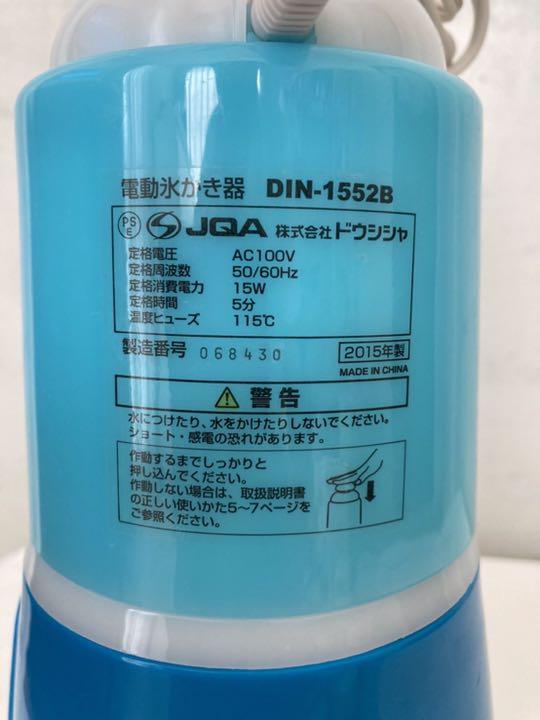 電動氷かき器 DIN-1552B
PSE JQA 株式会社ドウシシャ
定格電圧 AC100V
定格周波数 50/60Hz
定格消費電力 15W
定格時間 5分
温度ヒューズ 115℃
製造番号 068430 2015年製
MADE IN CHINA
警告
水につけたり、水をかけたりしないでください。
ショート・感電の恐れがあります。
作動するまでしっかりと
押し込んでください。
作動しない場合は、取扱説明書
の正しい使いかた5~7ページを
ご参照ください。